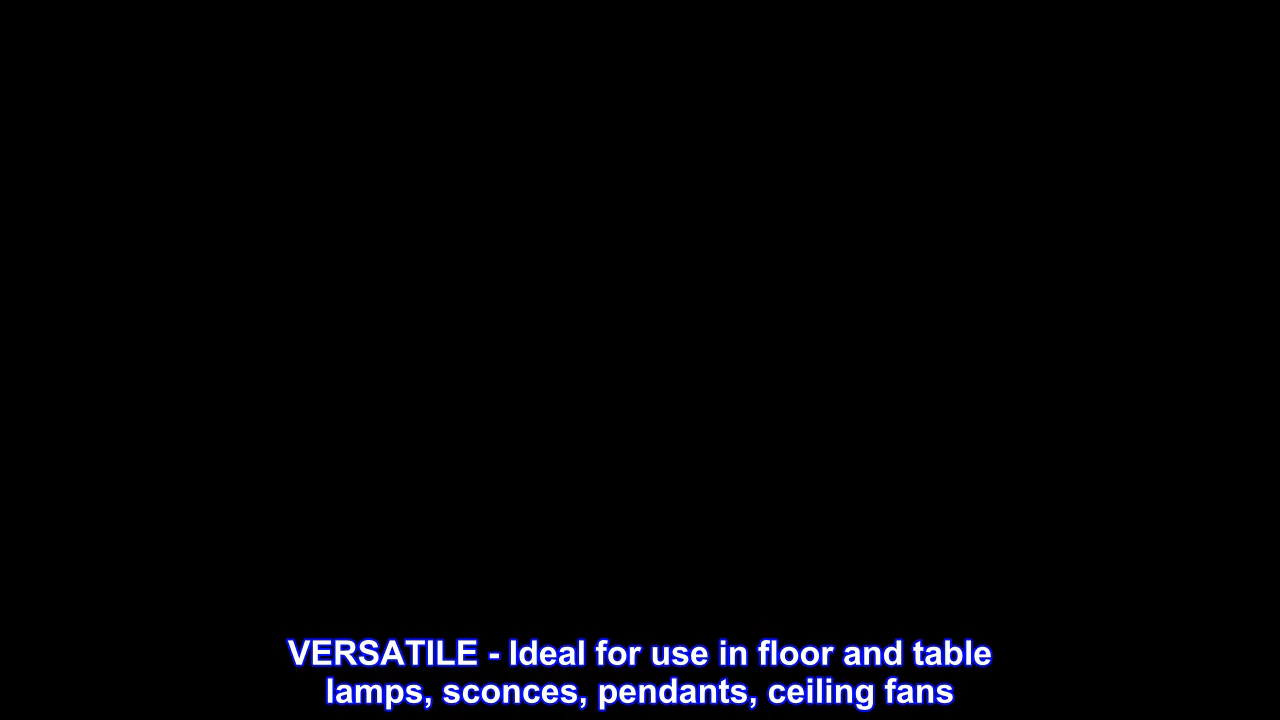 VERSATILE - Ideal for use in floor and table
lamps, sconces, pendants, ceiling fans